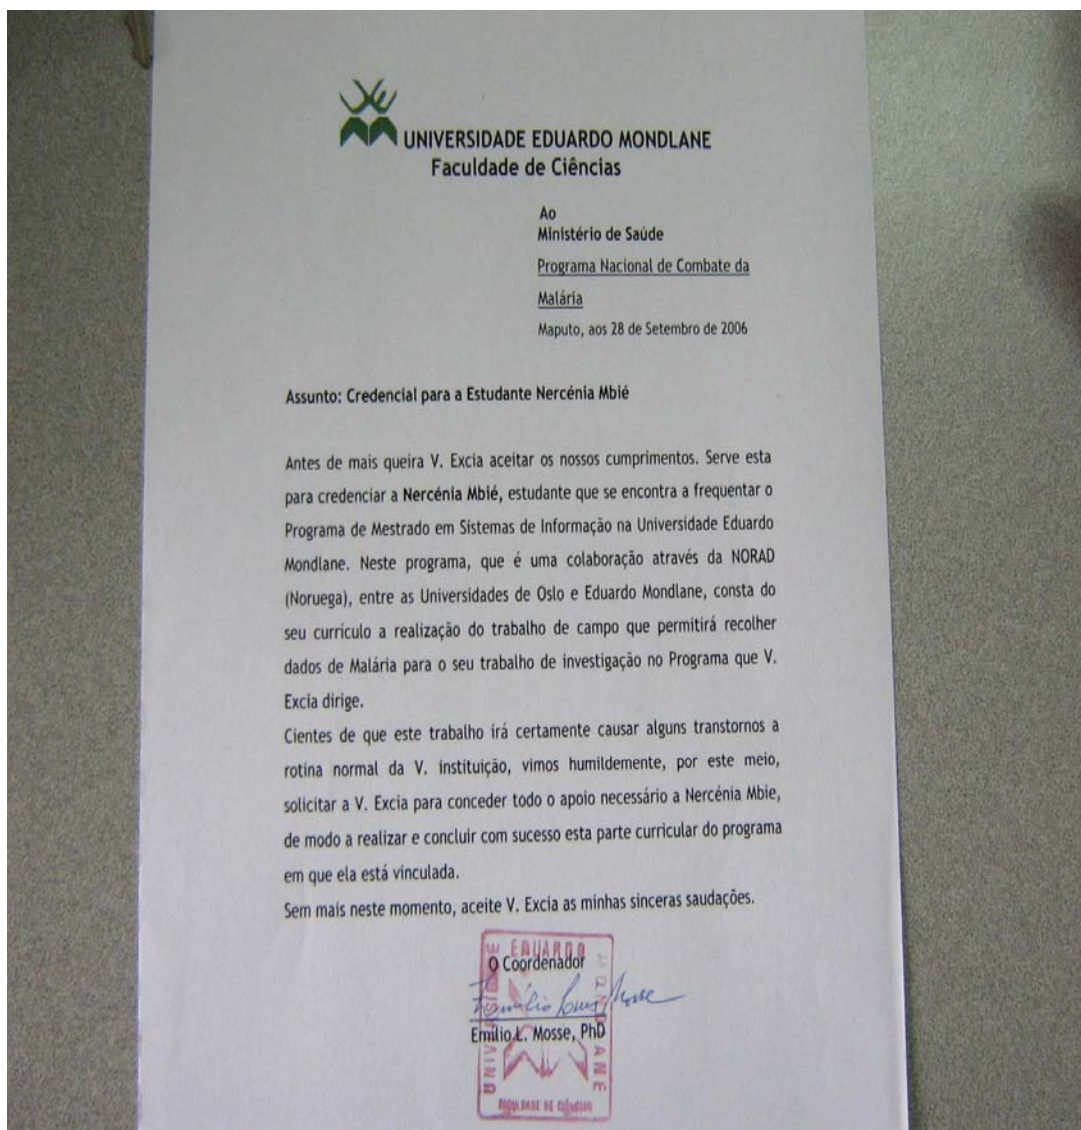 UNIVERSIDADE EDUARDO MONDLANE
Faculdade de Ciências
Ao
Ministério de Saúde
Programa Nacional de Combate da
Malária
Maputo, aos 28 de Setembro de 2006
Assunto: Credencial para a Estudante Nercénia Mbié
Antes de mais queira V. Excia aceitar os nossos cumprimentos. Serve esta
para credenciar a Nercénia Mbié, estudante que se encontra a frequentar o
Programa de Mestrado em Sistemas de Informação na Universidade Eduardo
Mondlane. Neste programa, que é uma colaboração através da NORAD
(Noruega), entre as Universidades de Oslo e Eduardo Mondlane, consta do
seu currículo a realização do trabalho de campo que permitirá recolher
dados de Malária para o seu trabalho de investigação no Programa que V.
Excia dirige.
Cientes de que este trabalho irá certamente causar alguns transtornos a
rotina normal da V. instituição, vimos humildemente, por este meio,
solicitar a V. Excia para conceder todo o apoio necessário a Nercénia Mbie,
de modo a realizar e concluir com sucesso esta parte curricular do programa
em que ela está vinculada.
Sem mais neste momento, aceite V. Excia as minhas sinceras saudações.
UNIVERSIDADE EDUARDO MONDLANE
O Coordenador
Emílio Luis Mosse
Emílio L. Mosse, PhD
FACULDADE DE CIÊNCIAS